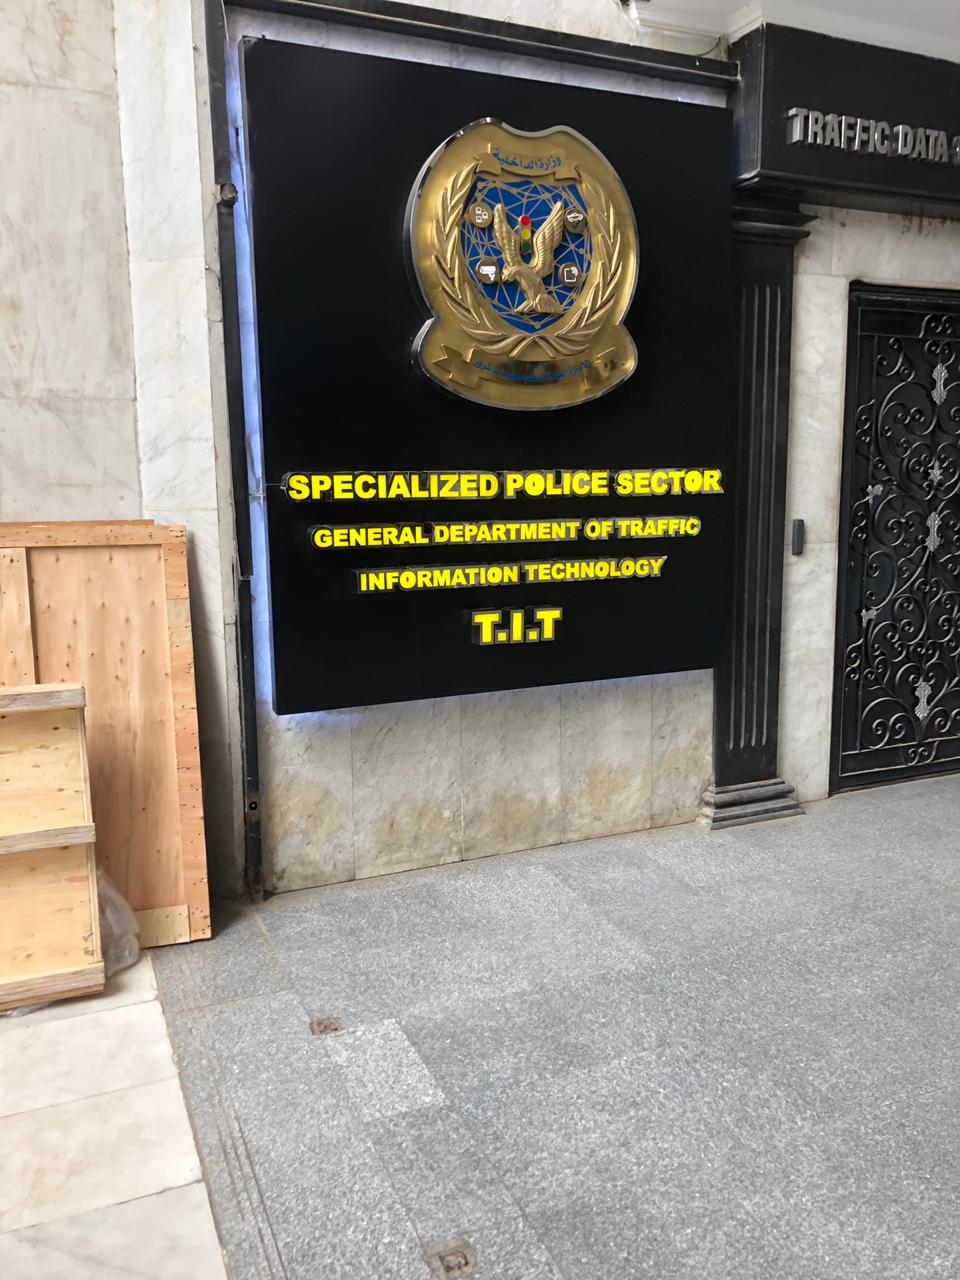 وزارة الداخلية
SPECIALIZED POLICE SECTOR
GENERAL DEPARTMENT OF TRAFFIC
INFORMATION TECHNOLOGY
T.I.T
TRAFFIC DATA